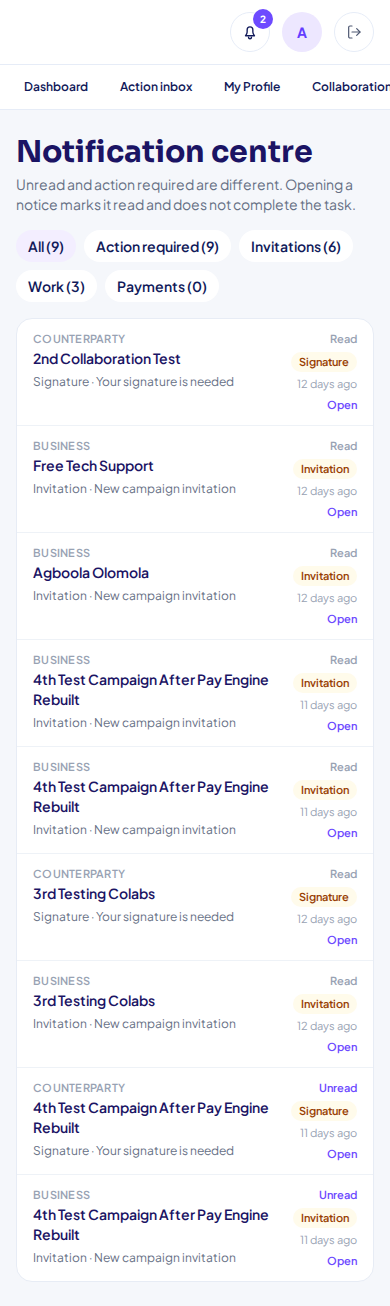 2
A
Dashboard Action inbox My Profile Collaboration
Notification centre
Unread and action required are different. Opening a
notice marks it read and does not complete the task.
All (9) Action required (9) Invitations (6)
Work (3) Payments (0)
COUNTERPARTY Read
2nd Collaboration Test Signature
Signature · Your signature is needed 12 days ago
Open
BUSINESS Read
Free Tech Support Invitation
Invitation · New campaign invitation 12 days ago
Open
BUSINESS Read
Agboola Olomola Invitation
Invitation · New campaign invitation 12 days ago
Open
BUSINESS Read
4th Test Campaign After Pay Engine Invitation
Rebuilt 11 days ago
Invitation · New campaign invitation Open
BUSINESS Read
4th Test Campaign After Pay Engine Invitation
Rebuilt 11 days ago
Invitation · New campaign invitation Open
COUNTERPARTY Read
3rd Testing Colabs Signature
Signature · Your signature is needed 12 days ago
Open
BUSINESS Read
3rd Testing Colabs Invitation
Invitation · New campaign invitation 12 days ago
Open
COUNTERPARTY Unread
4th Test Campaign After Pay Engine Signature
Rebuilt 11 days ago
Signature · Your signature is needed Open
BUSINESS Unread
4th Test Campaign After Pay Engine Invitation
Rebuilt 11 days ago
Invitation · New campaign invitation Open